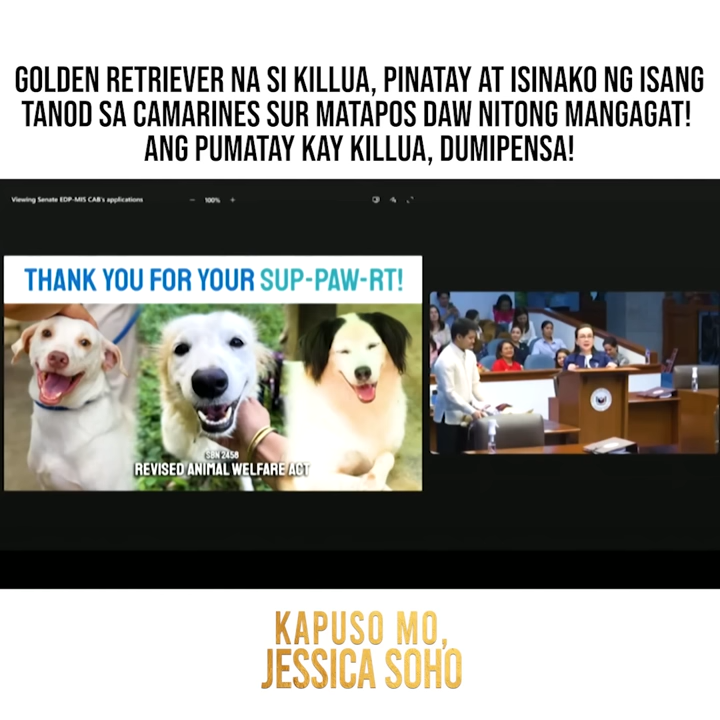 GOLDEN RETRIEVER NA SI KILLUA, PINATAY AT ISINAKO NG ISANG
TANOD SA CAMARINES SUR MATAPOS DAW NITONG MANGAGAT!
ANG PUMATAY KAY KILLUA, DUMIPENSA!
Viewing Senate EDP-MIS CAB's applications
− 100% +
THANK YOU FOR YOUR SUP-PAW-RT!
SBN 2458
REVISED ANIMAL WELFARE ACT
KAPUSO MO,
JESSICA SOHO